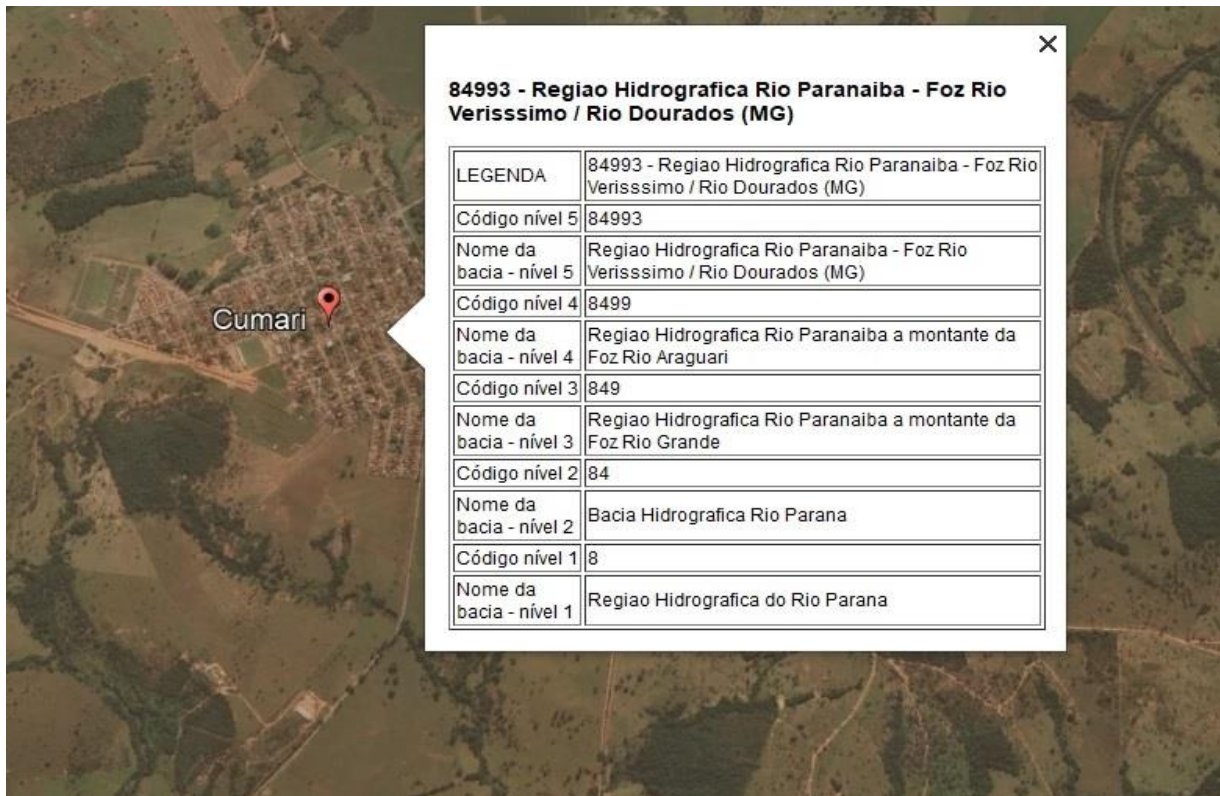 84993 - Regiao Hidrografica Rio Paranaiba - Foz Rio
Verisssimo / Rio Dourados (MG)
LEGENDA
84993 - Regiao Hidrografica Rio Paranaiba - Foz Rio
Verisssimo / Rio Dourados (MG)
Código nível 5 84993
Nome da
bacia - nível 5
Regiao Hidrografica Rio Paranaiba - Foz Rio
Verisssimo / Rio Dourados (MG)
Código nível 4 8499
Nome da
bacia - nível 4
Regiao Hidrografica Rio Paranaiba a montante da
Foz Rio Araguari
Código nível 3 849
Nome da
bacia - nível 3
Regiao Hidrografica Rio Paranaiba a montante da
Foz Rio Grande
Código nível 2 84
Nome da
bacia - nível 2
Bacia Hidrografica Rio Parana
Código nível 1 8
Nome da
bacia - nível 1
Regiao Hidrografica do Rio Parana
Cumari